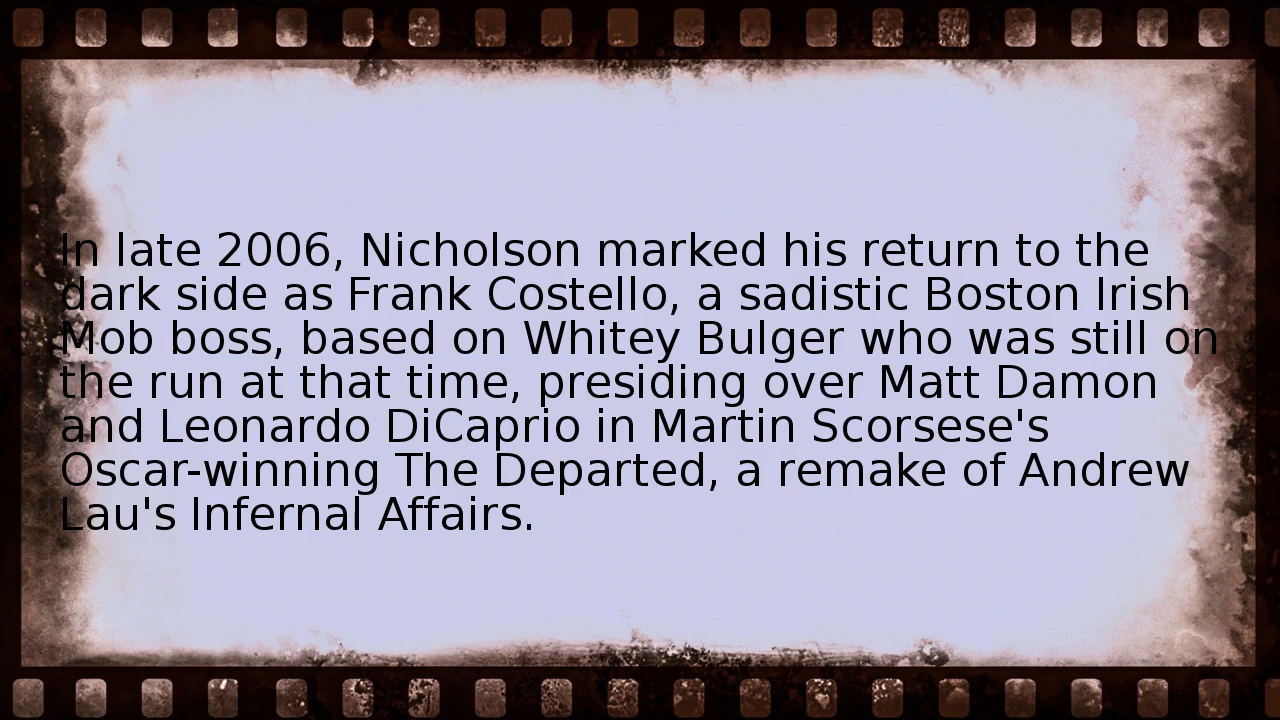 In late 2006, Nicholson marked his return to the
dark side as Frank Costello, a sadistic Boston Irish
Mob boss, based on Whitey Bulger who was still on
the run at that time, presiding over Matt Damon
and Leonardo DiCaprio in Martin Scorsese's
Oscar-winning The Departed, a remake of Andrew
Lau's Infernal Affairs.